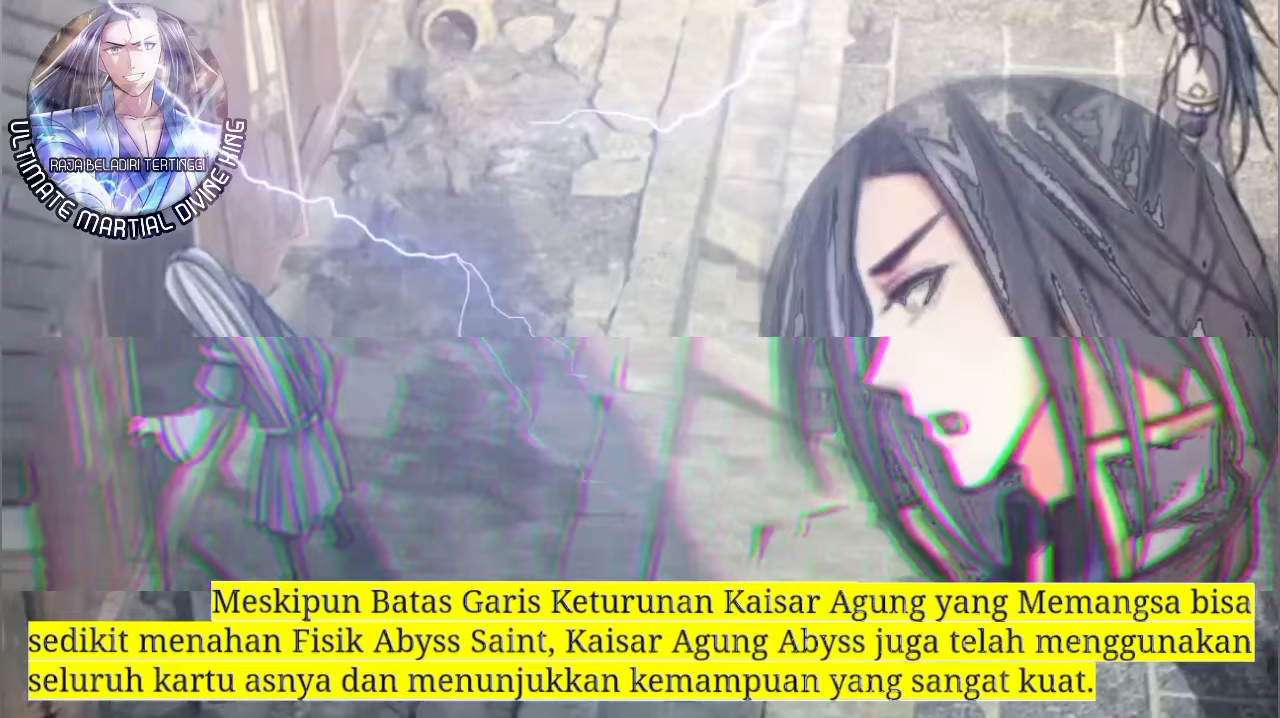 RAJA BELADIRI TERTINGGI
ULTIMATE MARTIAL DIVINE KING
Meskipun Batas Garis Keturunan Kaisar Agung yang Memangsa bisa
sedikit menahan Fisik Abyss Saint, Kaisar Agung Abyss juga telah menggunakan
seluruh kartu asnya dan menunjukkan kemampuan yang sangat kuat.